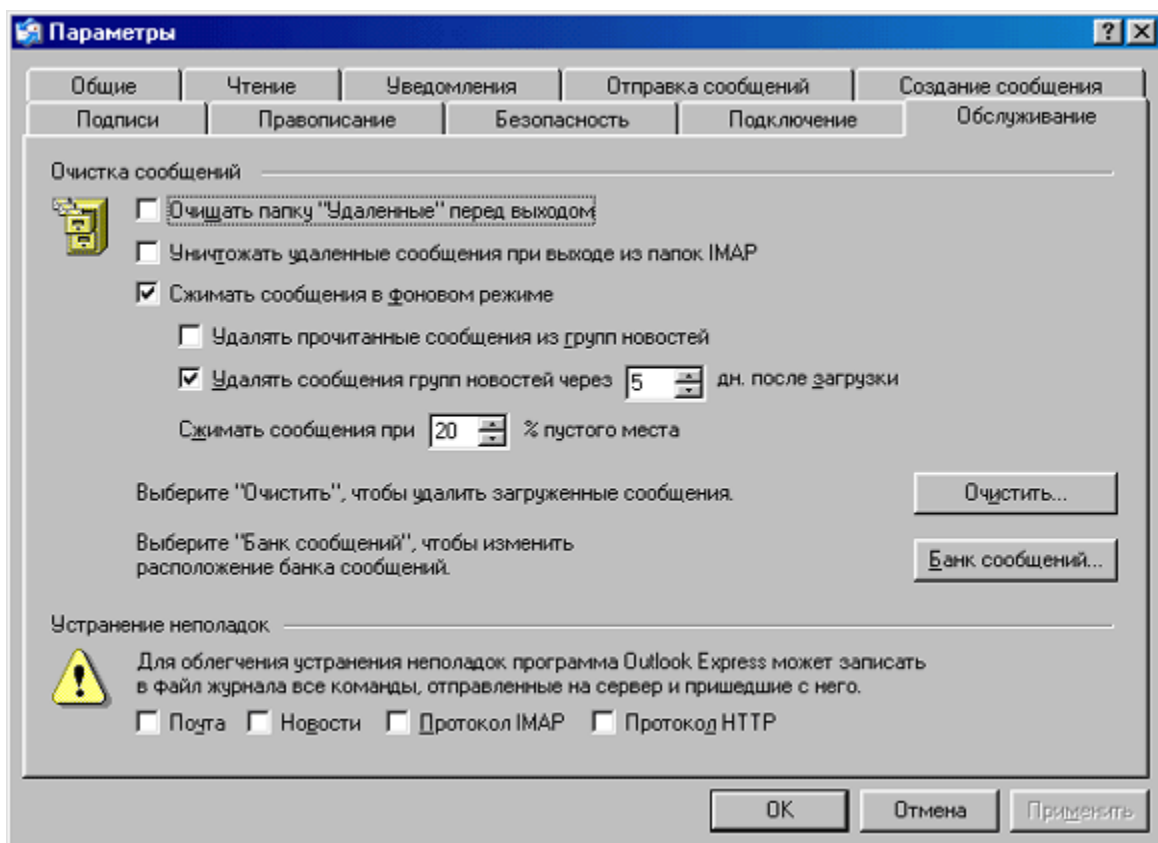 Параметры
Общие Чтение Уведомления Отправка сообщений Создание сообщения
Подписи Правописание Безопасность Подключение Обслуживание
Очистка сообщений
Очищать папку "Удаленные" перед выходом
Уничтожать удаленные сообщения при выходе из папок IMAP
Сжимать сообщения в фоновом режиме
Удалять прочитанные сообщения из групп новостей
Удалять сообщения групп новостей через 5 дн. после загрузки
Сжимать сообщения при 20 % пустого места
Выберите "Очистить", чтобы удалить загруженные сообщения. Очистить...
Выберите "Банк сообщений", чтобы изменить
расположение банка сообщений. Банк сообщений...
Устранение неполадок
Для облегчения устранения неполадок программа Outlook Express может записать
в файл журнала все команды, отправленные на сервер и пришедшие с него.
Почта Новости Протокол IMAP Протокол HTTP
OK Отмена Применить